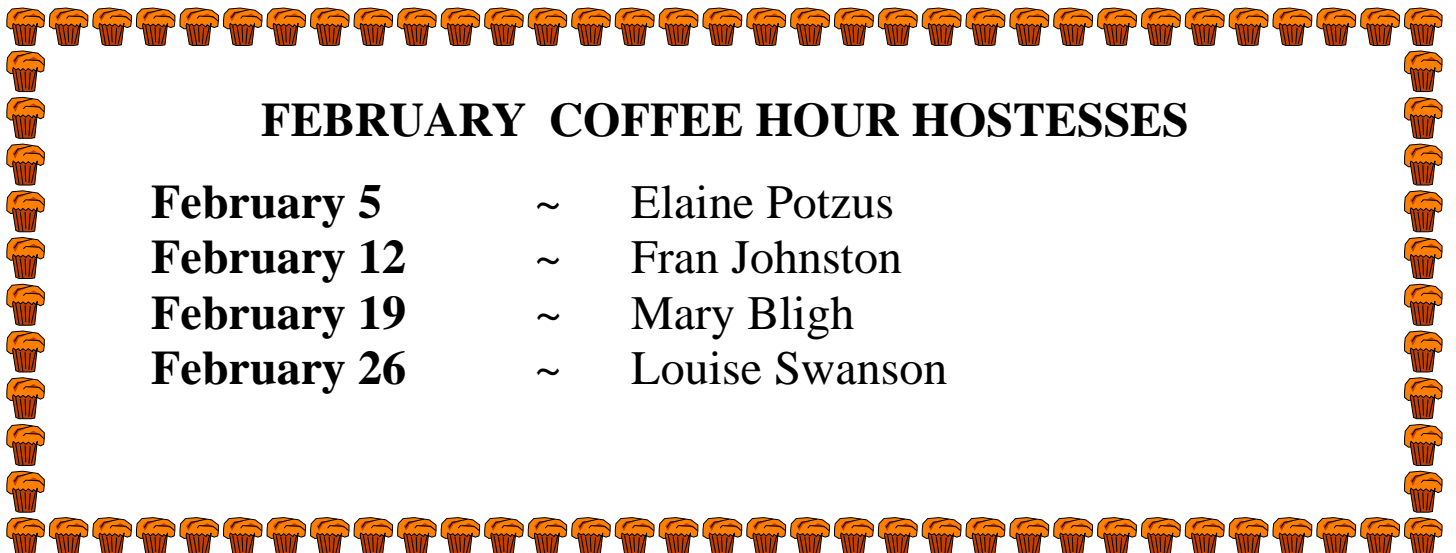 FEBRUARY COFFEE HOUR HOSTESSES
February 5 ~ Elaine Potzus
February 12 ~ Fran Johnston
February 19 ~ Mary Bligh
February 26 ~ Louise Swanson